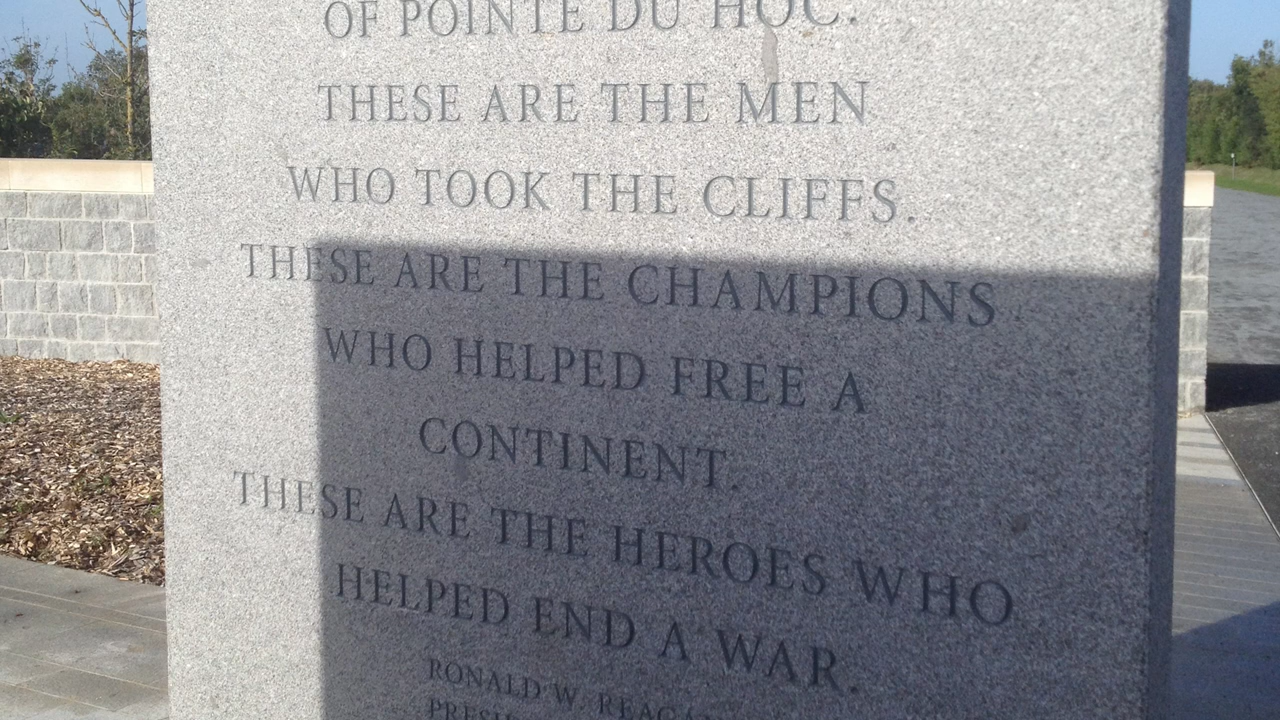 OF POINTE DU HOC.
THESE ARE THE MEN
WHO TOOK THE CLIFFS.
THESE ARE THE CHAMPIONS
WHO HELPED FREE A
CONTINENT.
THESE ARE THE HEROES WHO
HELPED END A WAR.
RONALD W.